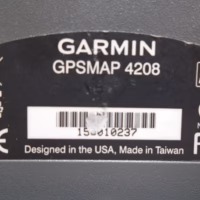 GARMIN
GPSMAP 4208
Designed in the USA, Made in Taiwan